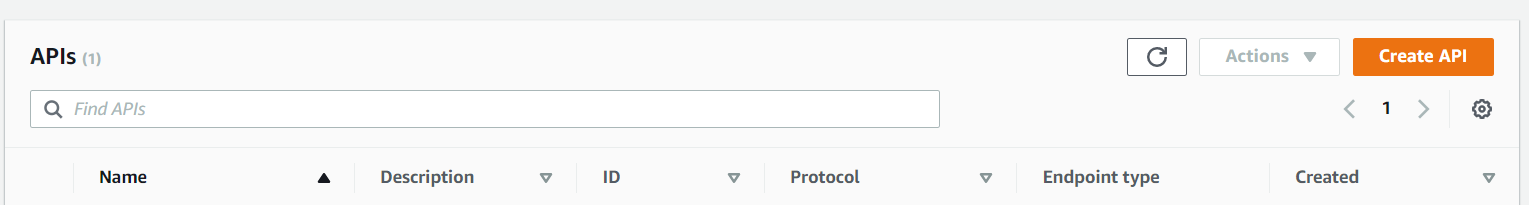 APIs (1)
Actions
Create API
Find APIs
1
Name Description ID Protocol Endpoint type Created